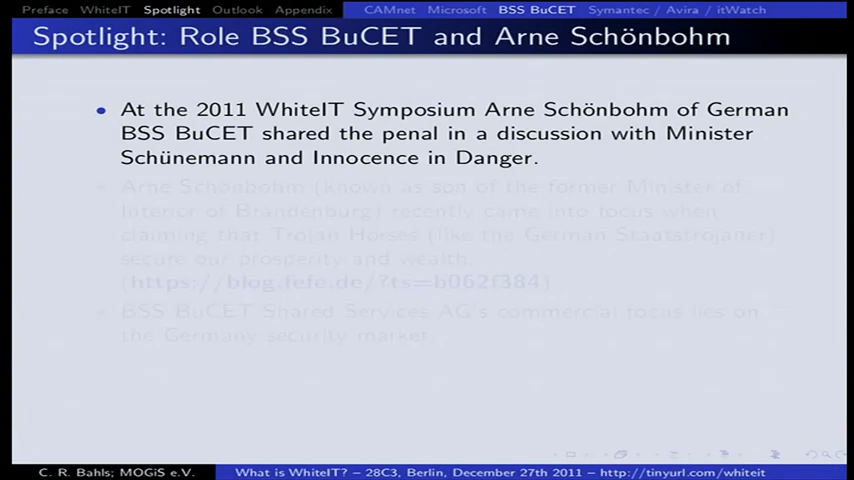 Preface WhiteIT Spotlight Outlook Appendix CAMnet Microsoft BSS BuCET Symantec / Avira / itWatch
Spotlight: Role BSS BuCET and Arne Schönbohm
At the 2011 WhiteIT Symposium Arne Schönbohm of German
BSS BuCET shared the penal in a discussion with Minister
Schünemann and Innocence in Danger.
Arne Schönbohm (known as son of the former Minister of
Interior of Brandenburg) recently came into focus when
claiming that Trojan Horses (like the German Staatstrojaner)
secure our prosperity and wealth.
(https://blog.fefe.de/?ts=b062f384)
BSS BuCET Shared Services AG's commercial focus lies on
the Germany security market.
C. R. Bahls; MOGiS e.V. What is WhiteIT? – 28C3, Berlin, December 27th 2011 – http://tinyurl.com/whiteit